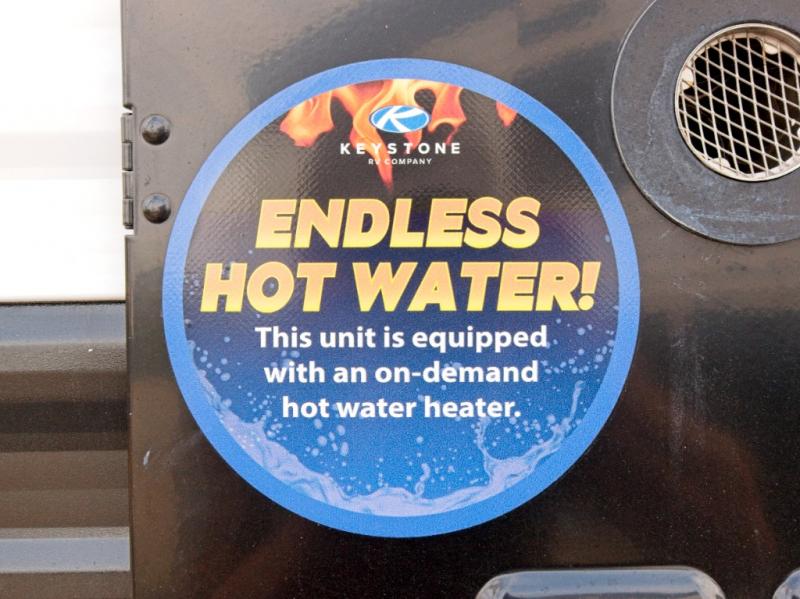 KEYSTONE
RV COMPANY
ENDLESS
HOT WATER!
This unit is equipped
with an on-demand
hot water heater.